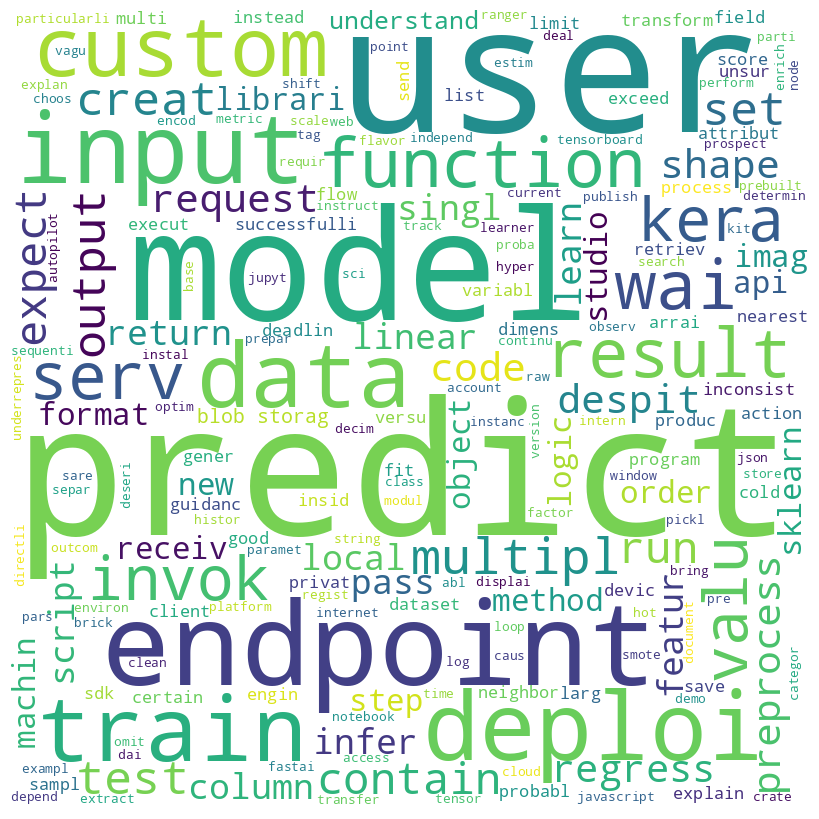 particularli multi instead understand ranger limit transform field
vagu custom user point deal estim score parti
explan choos creat librari shift send list exceed unsur enrich node
encod metric scale web tag flavor independ tensorboard set perform attribut
input requir function shape prospect
request flow instruct singl current publish process prebuilt determin
expect autopilot output execut successfulli track learner learn studio kera retriev kit
base model jupyt sci proba hyper variabl wai search imag api
return deadlin linear dimens observ continu arrai nearest
sequenti instal prepar code raw result
underrepres serv data account despit inconsist
format optim blob storag versu object instanc version intern logic produc action
predict decim
sare separ deseri gener new guidanc histor insid fit class modul factor order program window json store cold sklearn
directli outcom receiv good paramet string local abl multipl run pickl valu
script pars environ brick invok client platform privat regist internet pass displai dataset method devic bring hot pre featur document preprocess
clean endpoint log loop caus smote
machin sdk certain engin step time neighbor larg save demo categor
train notebook deploi
omit dai infer access
exampl sampl test column fastai contain cloud regress probabl explain
depend extract transfer tensor javascript crate